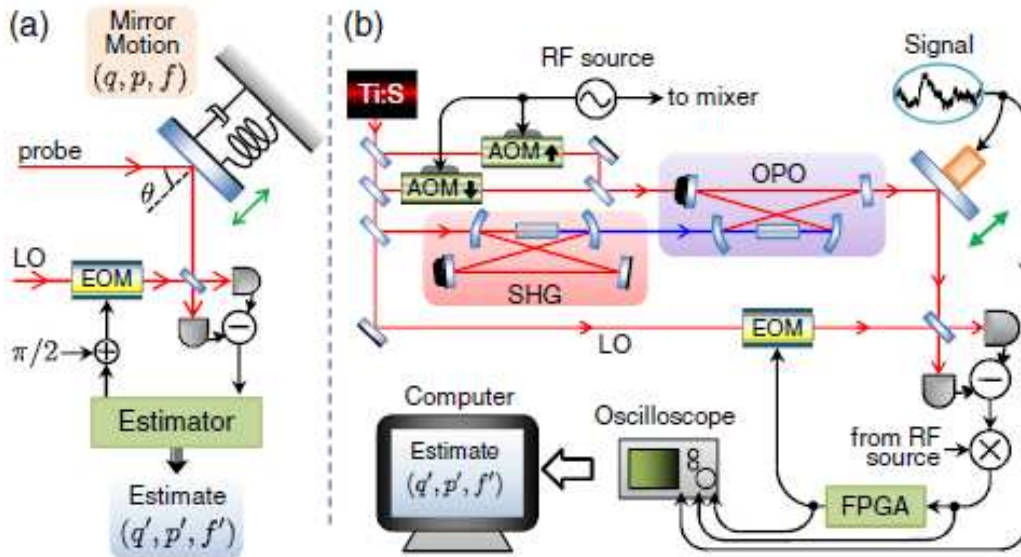 (a)
Mirror
Motion
(q, p, f)
probe
θ
LO
EOM
π/2
+
−
Estimator
Estimate
(q′, p′, f′)
(b)
Ti:S
RF source
to mixer
Signal
AOM
AOM
OPO
SHG
EOM
LO
−
Computer
Estimate
(q′, p′, f′)
Oscilloscope
from RF
source
×
FPGA